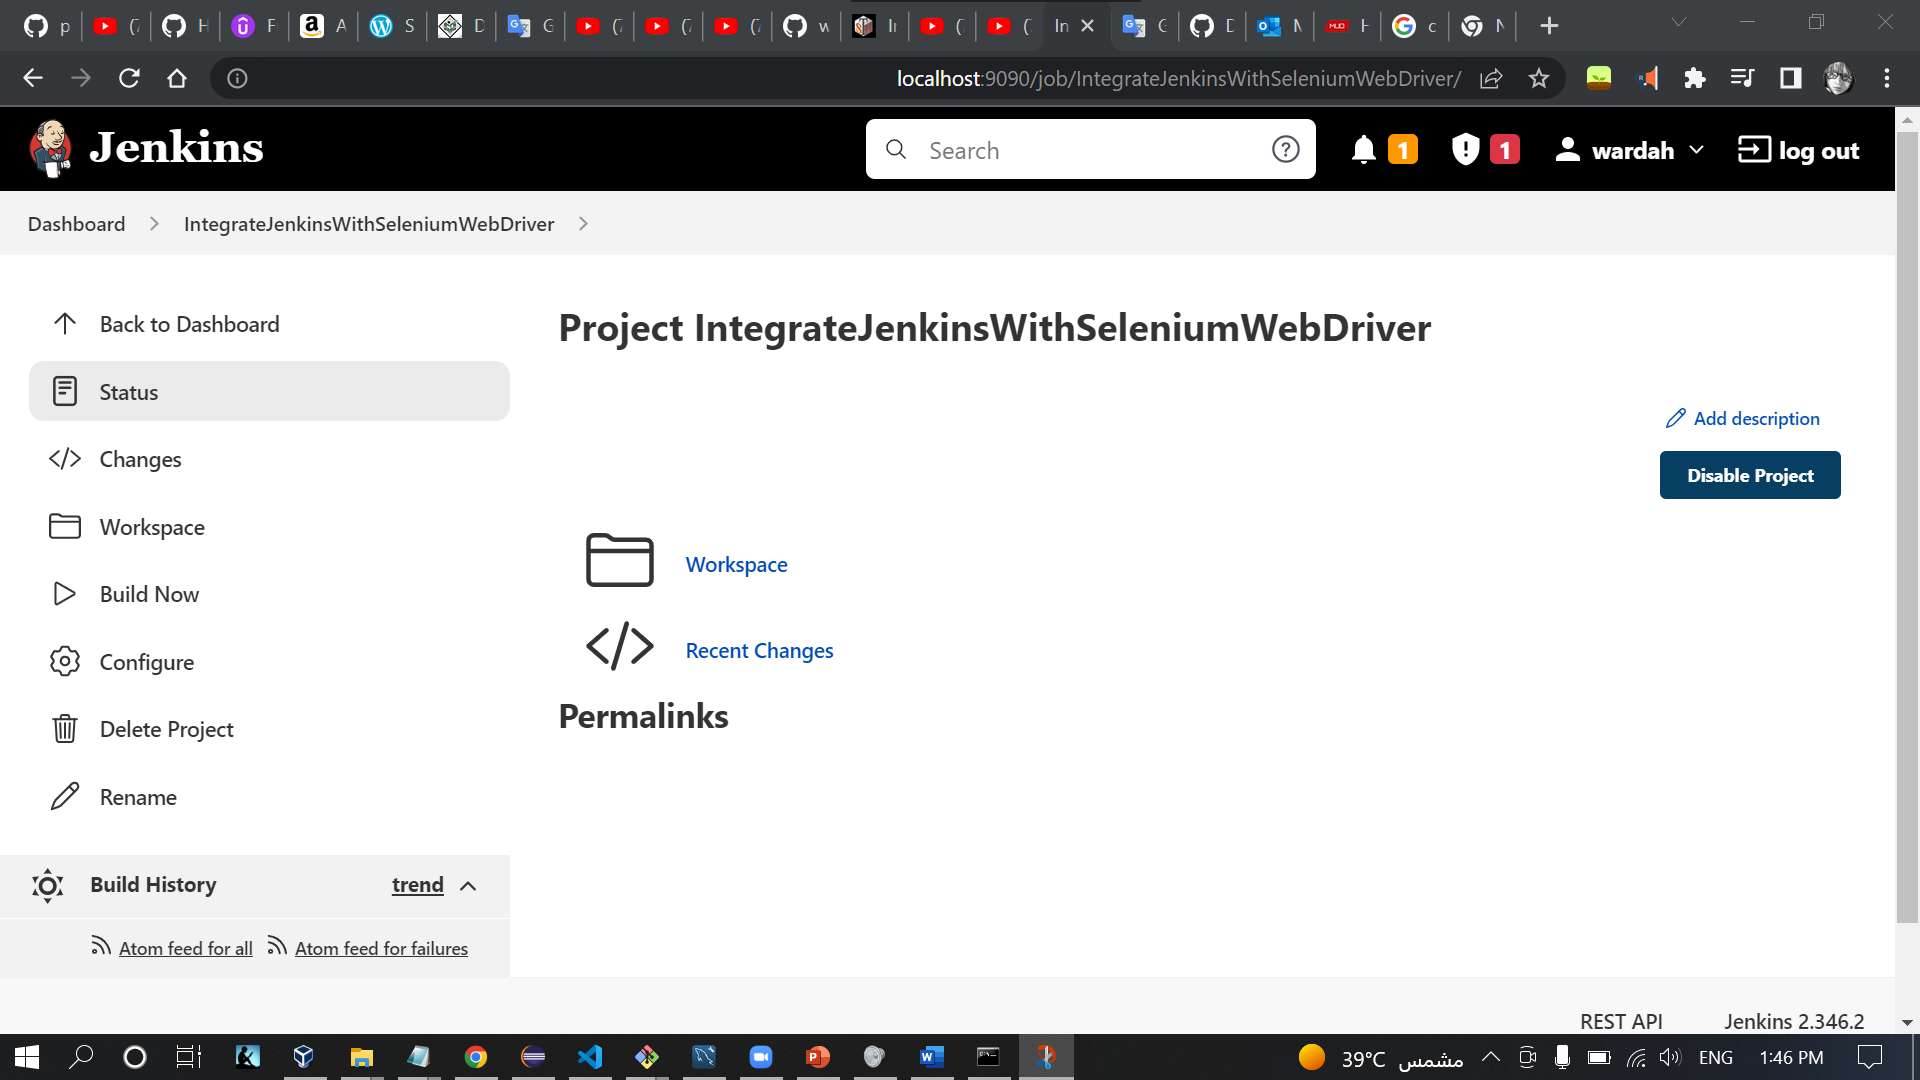 localhost:9090/job/IntegrateJenkinsWithSeleniumWebDriver/
Jenkins
Search
1
1
wardah
log out
Dashboard
IntegrateJenkinsWithSeleniumWebDriver
Back to Dashboard
Status
Changes
Workspace
Build Now
Configure
Delete Project
Rename
Build History
trend
Atom feed for all
Atom feed for failures
Project IntegrateJenkinsWithSeleniumWebDriver
Add description
Disable Project
Workspace
Recent Changes
Permalinks
REST API
Jenkins 2.346.2
39°C مشمس
ENG
1:46 PM